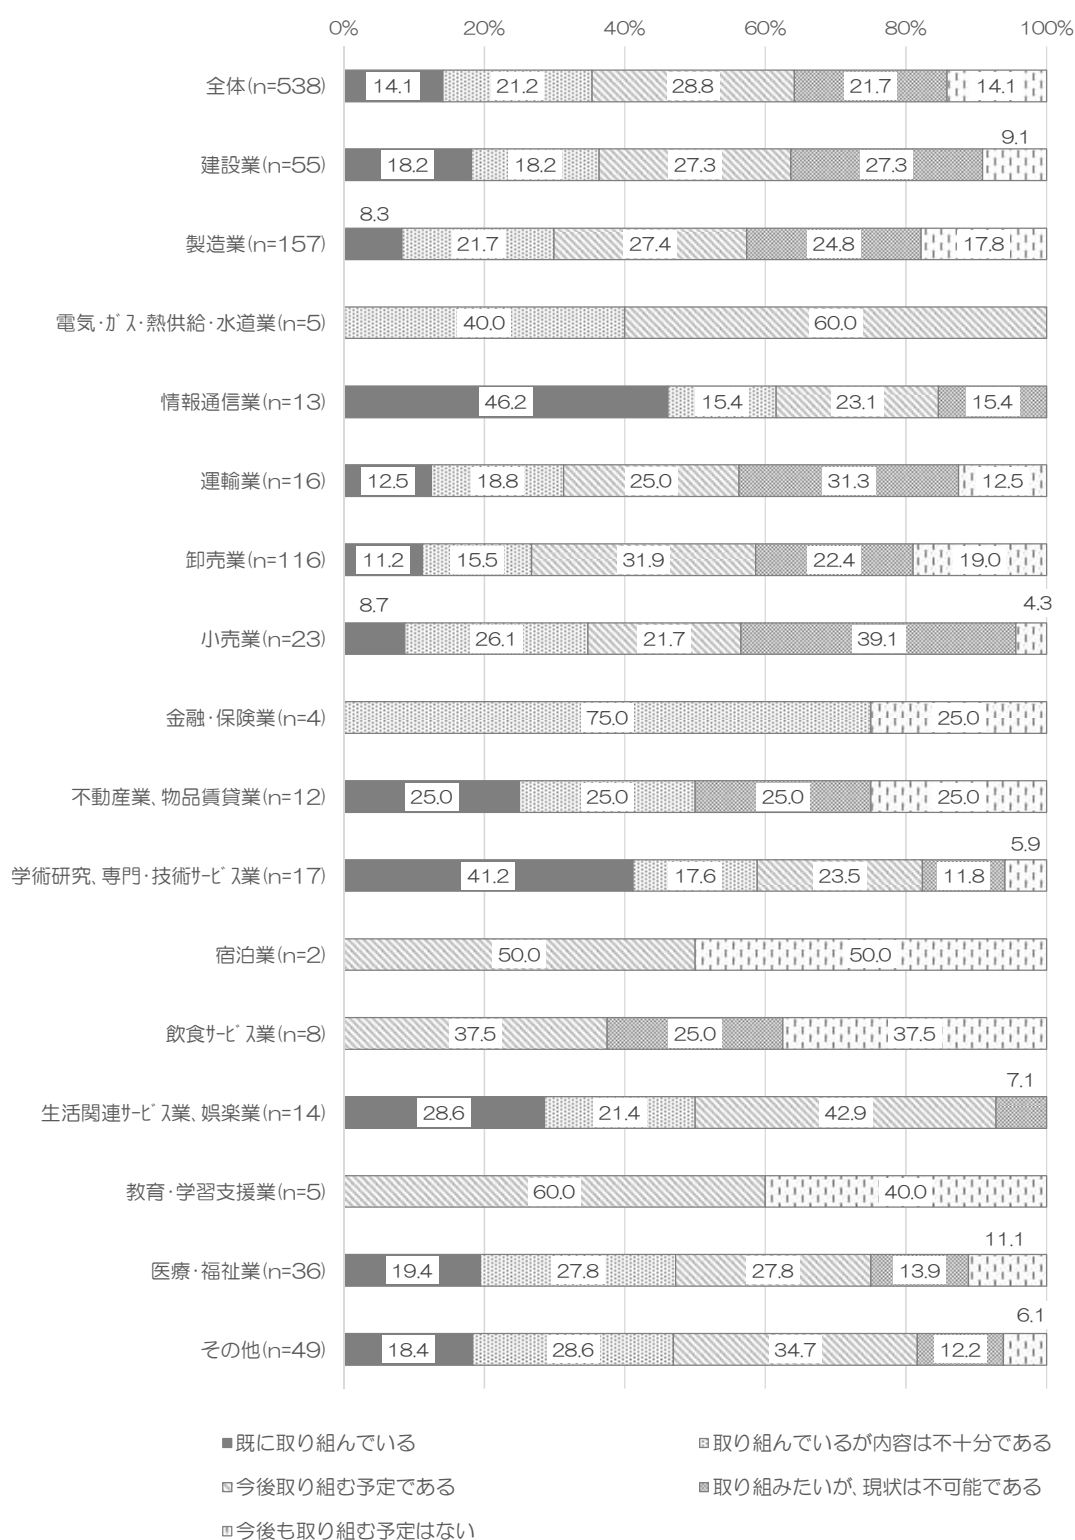 0% 20% 40% 60% 80% 100%
全体(n=538) 14.1 21.2 28.8 21.7 14.1
9.1
建設業(n=55) 18.2 18.2 27.3 27.3
8.3
製造業(n=157) 21.7 27.4 24.8 17.8
電気・ガス・熱供給・水道業(n=5) 40.0 60.0
情報通信業(n=13) 46.2 15.4 23.1 15.4
運輸業(n=16) 12.5 18.8 25.0 31.3 12.5
卸売業(n=116) 11.2 15.5 31.9 22.4 19.0
8.7 4.3
小売業(n=23) 26.1 21.7 39.1
金融・保険業(n=4) 75.0 25.0
不動産業、物品賃貸業(n=12) 25.0 25.0 25.0 25.0
5.9
学術研究、専門・技術サービス業(n=17) 41.2 17.6 23.5 11.8
宿泊業(n=2) 50.0 50.0
飲食サービス業(n=8) 37.5 25.0 37.5
7.1
生活関連サービス業、娯楽業(n=14) 28.6 21.4 42.9
教育・学習支援業(n=5) 60.0 40.0
11.1
医療・福祉業(n=36) 19.4 27.8 27.8 13.9
6.1
その他(n=49) 18.4 28.6 34.7 12.2
既に取り組んでいる 取り組んでいるが内容は不十分である
今後取り組む予定である 取り組みたいが、現状は不可能である
今後も取り組む予定はない